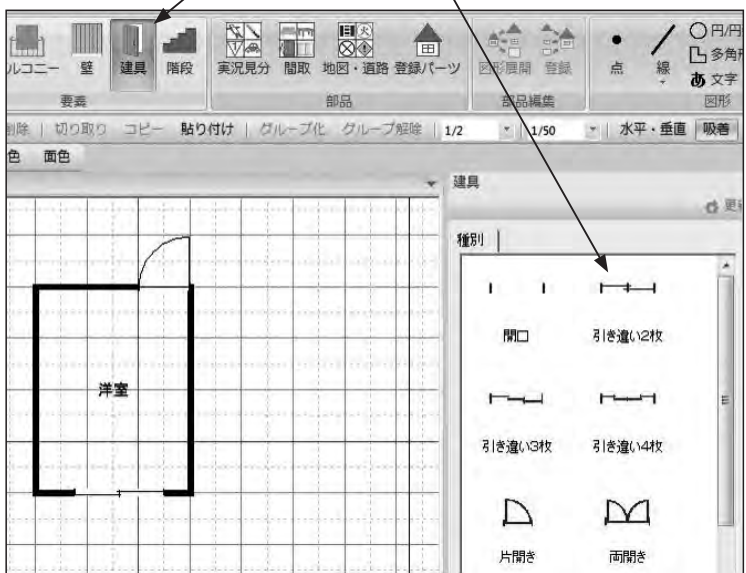 ルコニー 壁 建具 階段 実況見分 間取 地図・道路 登録パーツ 図形展開 登録 点 線 円/円
多角形
あ 文字
要素 部品 部品編集 図形
削除 切り取り コピー 貼り付け グループ化 グループ解除 1/2 1/50 水平・垂直 吸着
色 面色
建具
更新
種別
開口 引き違い2枚
洋室
引き違い3枚 引き違い4枚
片開き 両開き